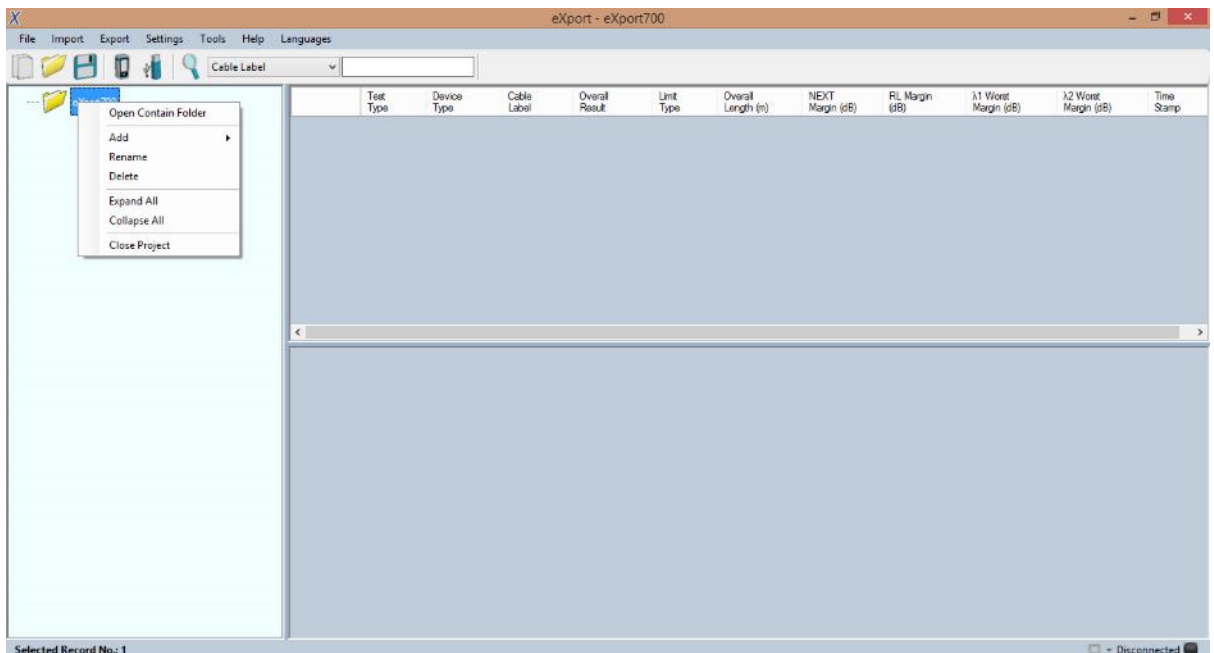 X eXport - eXport700
File Import Export Settings Tools Help Languages
Cable Label
Test Type Device Type Cable Label Overall Result Limit Type Overall Length (m) NEXT Margin (dB) RL Margin (dB) λ1 Worst Margin (dB) λ2 Worst Margin (dB) Time Stamp
Open Contain Folder
Add
Rename
Delete
Expand All
Collapse All
Close Project
Selected Record No.: 1 Disconnected